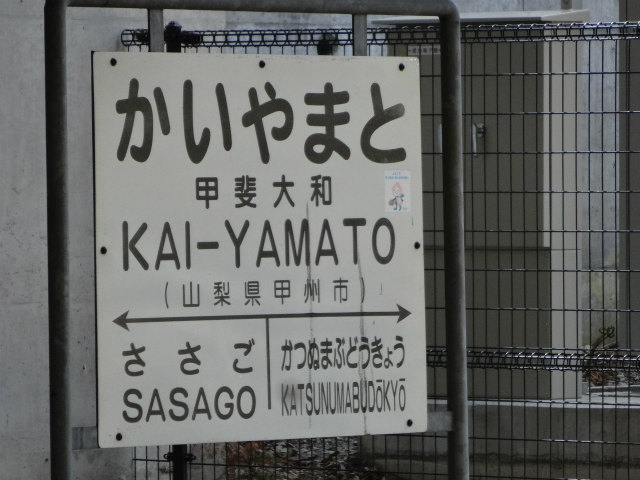 かいやまと
甲斐大和
KAI-YAMATO
(山梨県甲州市)
ささご かつぬまぶどうきょう
SASAGO KATSUNUMABUDŌKYŌ